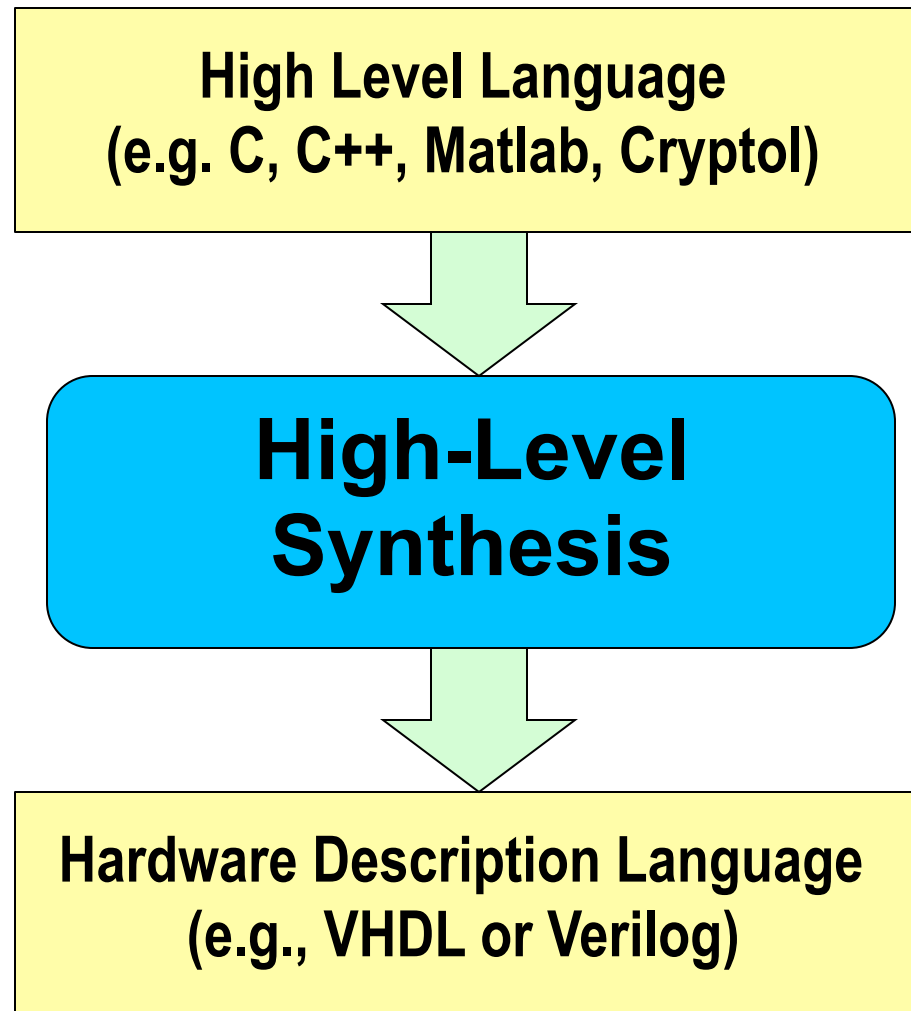 High Level Language
(e.g. C, C++, Matlab, Cryptol)
High-Level
Synthesis
Hardware Description Language
(e.g., VHDL or Verilog)